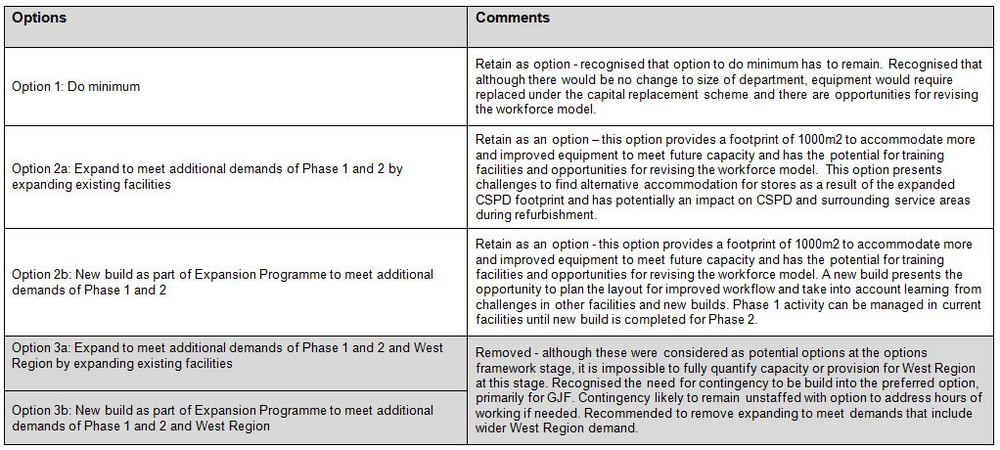 Options
Comments
Option 1: Do minimum
Retain as option - recognised that option to do minimum has to remain. Recognised that
although there would be no change to size of department, equipment would require
replaced under the capital replacement scheme and there are opportunities for revising
the workforce model.
Option 2a: Expand to meet additional demands of Phase 1 and 2 by
expanding existing facilities
Retain as an option – this option provides a footprint of 1000m2 to accommodate more
and improved equipment to meet future capacity and has the potential for training
facilities and opportunities for revising the workforce model. This option presents
challenges to find alternative accommodation for stores as a result of the expanded
CSPD footprint and has potentially an impact on CSPD and surrounding service areas
during refurbishment.
Option 2b: New build as part of Expansion Programme to meet additional
demands of Phase 1 and 2
Retain as an option - this option provides a footprint of 1000m2 to accommodate more
and improved equipment to meet future capacity and has the potential for training
facilities and opportunities for revising the workforce model. A new build presents the
opportunity to plan the layout for improved workflow and take into account learning from
challenges in other facilities and new builds. Phase 1 activity can be managed in current
facilities until new build is completed for Phase 2.
Option 3a: Expand to meet additional demands of Phase 1 and 2 and West
Region by expanding existing facilities
Option 3b: New build as part of Expansion Programme to meet additional
demands of Phase 1 and 2 and West Region
Removed - although these were considered as potential options at the options
framework stage, it is impossible to fully quantify capacity or provision for West Region
at this stage. Recognised the need for contingency to be build into the preferred option,
primarily for GJF. Contingency likely to remain unstaffed with option to address hours of
working if needed. Recommended to remove expanding to meet demands that include
wider West Region demand.